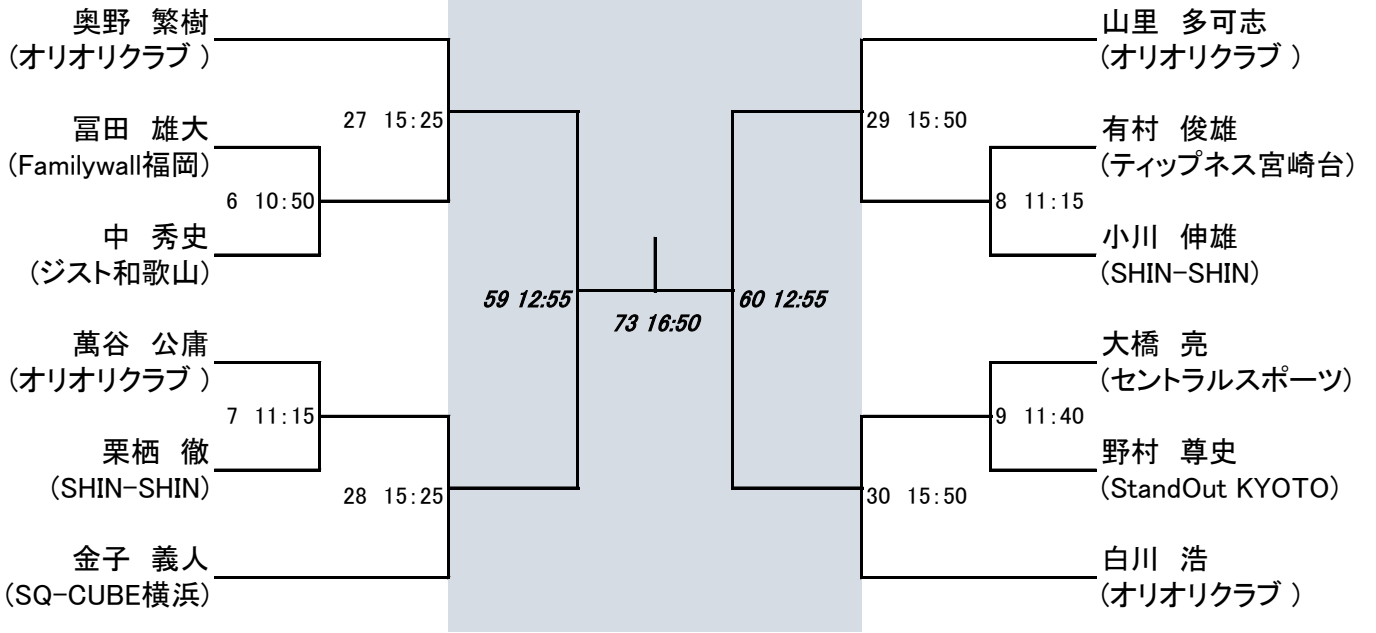 奥野　繁樹
(オリオリクラブ )
27 15:25
冨田　雄大
(Familywall福岡)
6 10:50
中　秀史
(ジスト和歌山)
59 12:55
萬谷　公庸
(オリオリクラブ )
7 11:15
栗栖　徹
(SHIN-SHIN)
28 15:25
金子　義人
(SQ-CUBE横浜)
73 16:50
山里　多可志
(オリオリクラブ )
29 15:50
有村　俊雄
(ティップネス宮崎台)
8 11:15
小川　伸雄
(SHIN-SHIN)
60 12:55
大橋　亮
(セントラルスポーツ)
9 11:40
野村　尊史
(StandOut KYOTO)
30 15:50
白川　浩
(オリオリクラブ )